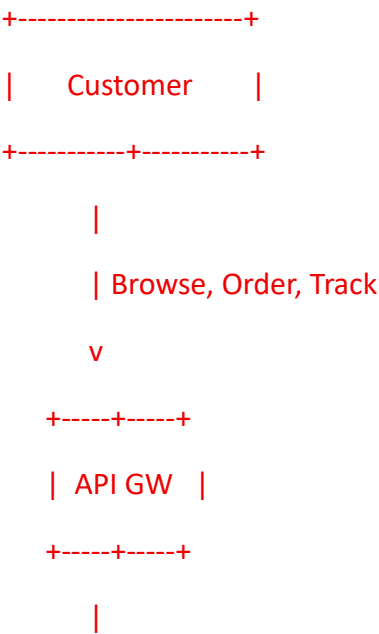 +-----------------------+
|      Customer        |
+-----------+-----------+
|
| Browse, Order, Track
v
+-----+-----+
|  API GW   |
+-----+-----+
|